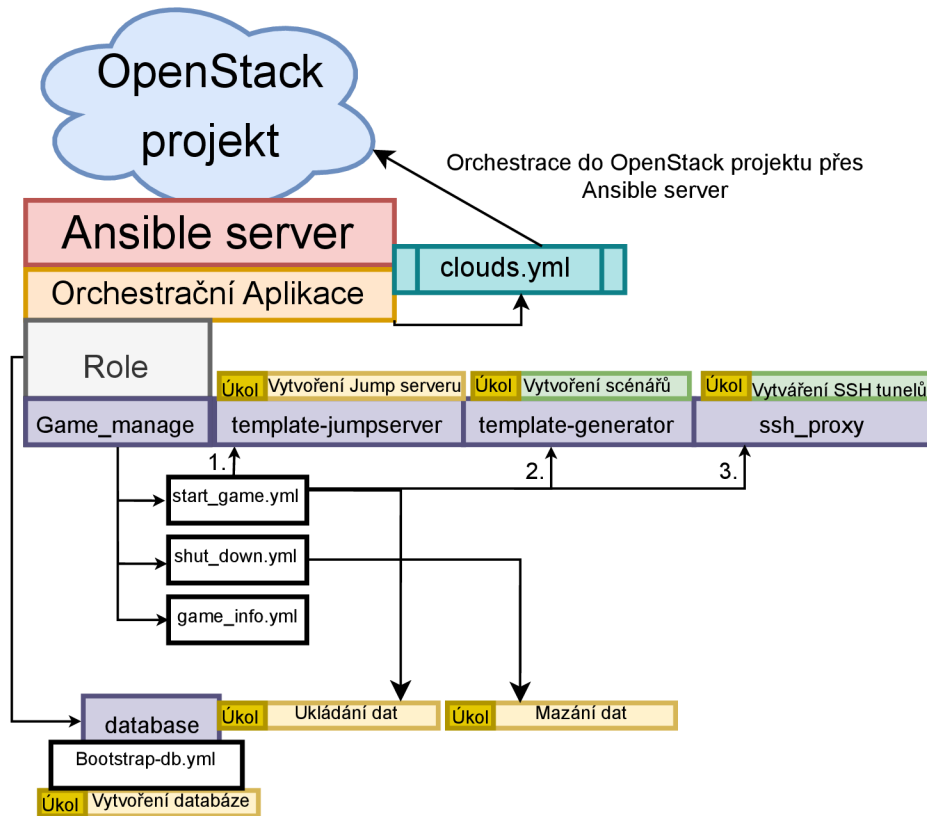 OpenStack
projekt
Orchestrace do OpenStack projektu přes
Ansible server
Ansible server
clouds.yml
Orchestrační Aplikace
Role
Úkol Vytvoření Jump serveru
Úkol Vytvoření scénářů
Úkol Vytváření SSH tunelů
Game_manage
template-jumpserver
template-generator
ssh_proxy
1.
2.
3.
start_game.yml
shut_down.yml
game_info.yml
database
Úkol Ukládání dat
Úkol Mazání dat
Bootstrap-db.yml
Úkol Vytvoření databáze